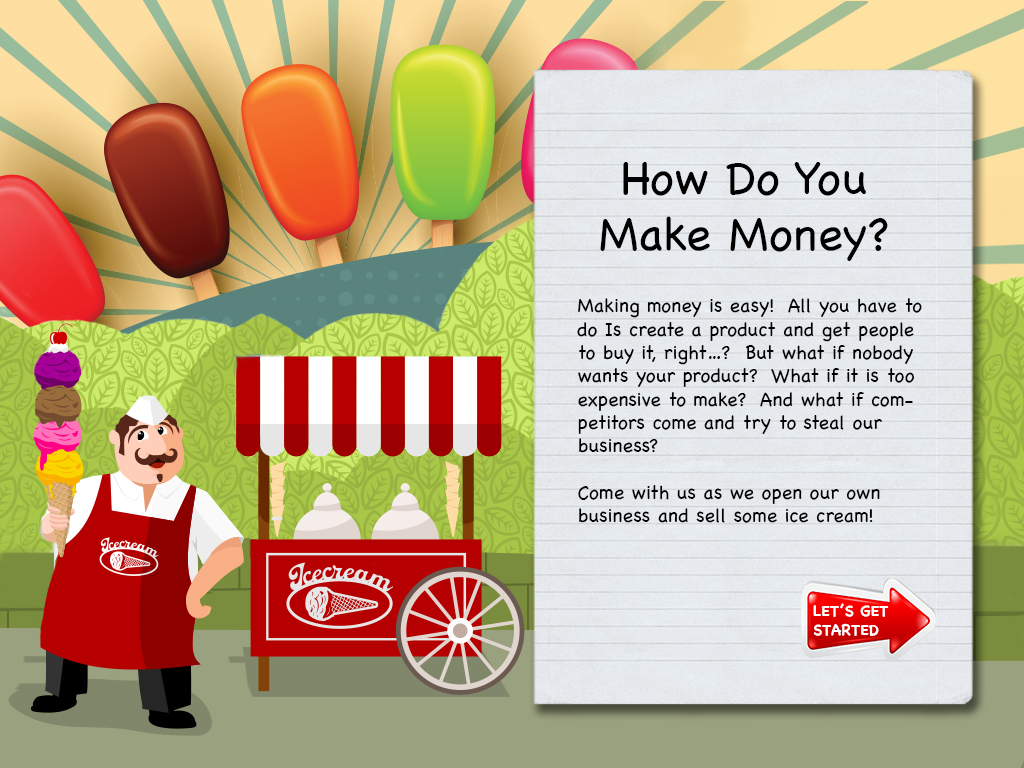 How Do You
Make Money?
Making money is easy!  All you have to
do Is create a product and get people
to buy it, right...?  But what if nobody
wants your product?  What if it is too
expensive to make?  And what if com-
petitors come and try to steal our
business?
Come with us as we open our own
business and sell some ice cream!
LET'S GET
STARTED
Icecream
Icecream